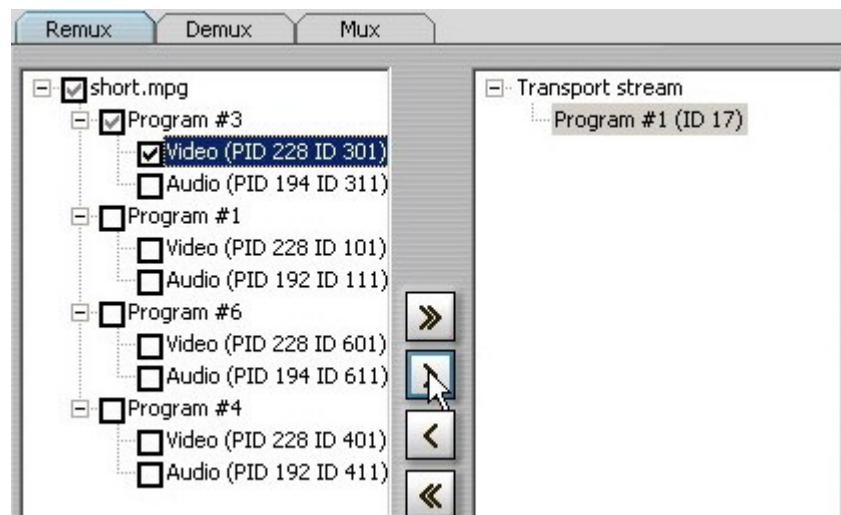 Remux Demux Mux
short.mpg
Program #3
Video (PID 228 ID 301)
Audio (PID 194 ID 311)
Program #1
Video (PID 228 ID 101)
Audio (PID 192 ID 111)
Program #6
Video (PID 228 ID 601)
Audio (PID 194 ID 611)
Program #4
Video (PID 228 ID 401)
Audio (PID 192 ID 411)
Transport stream
Program #1 (ID 17)